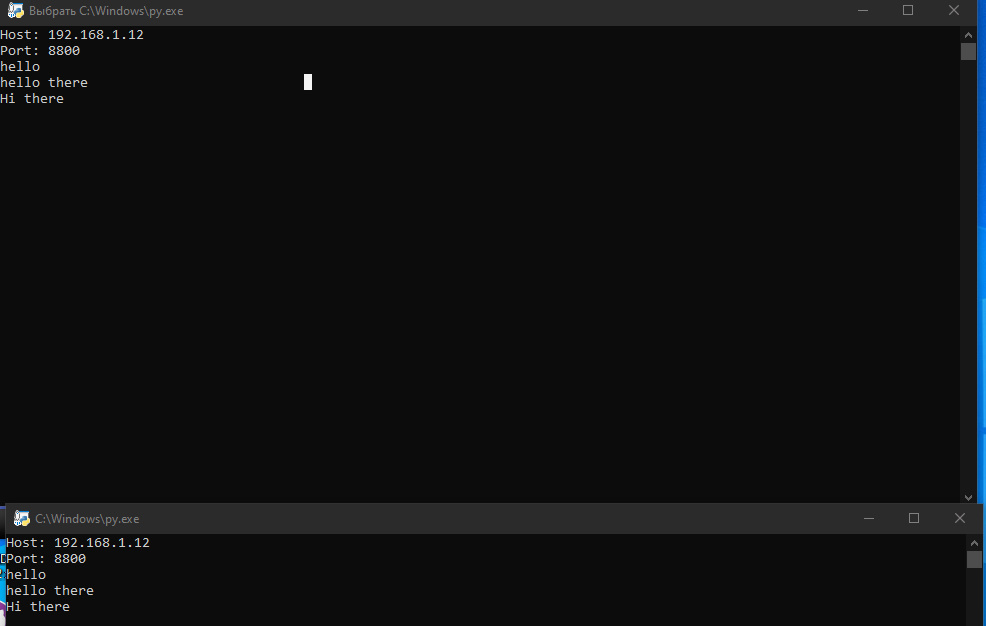 Выбрать C:\Windows\py.exe
Host: 192.168.1.12
Port: 8800
hello
hello there
Hi there
C:\Windows\py.exe
Host: 192.168.1.12
Port: 8800
hello
hello there
Hi there